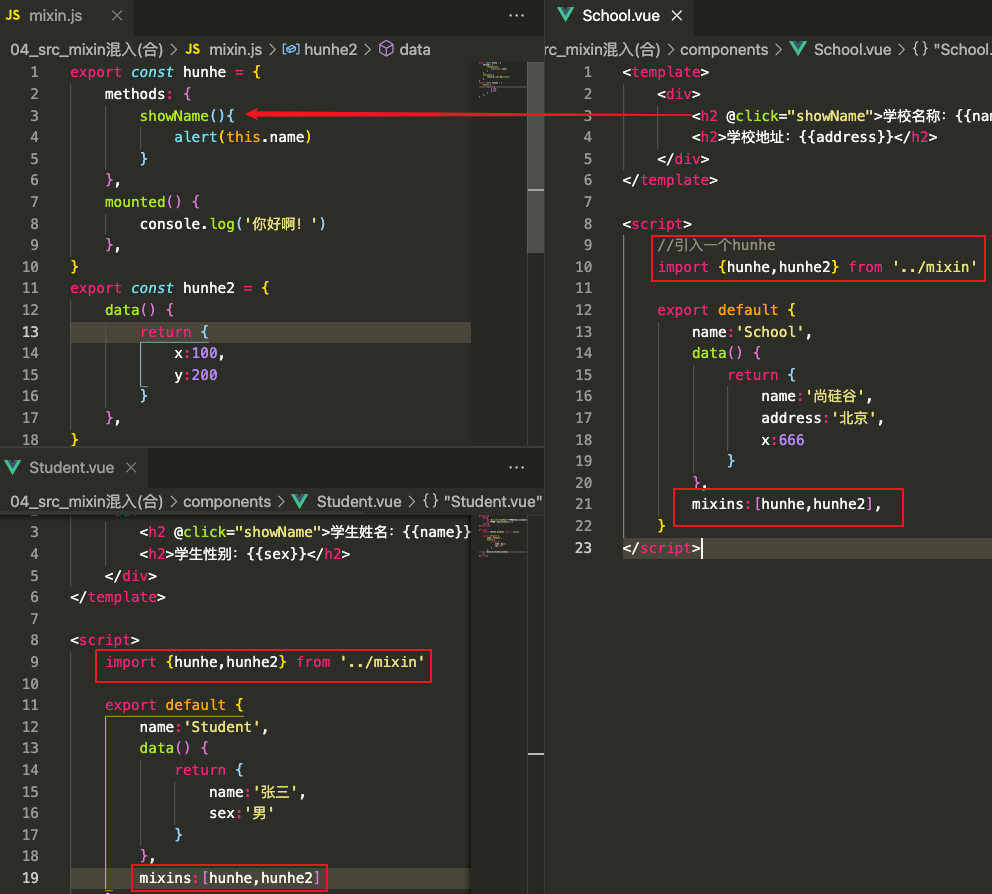 JS mixin.js
04_src_mixin混入(合) > JS mixin.js > hunhe2 > data
1 export const hunhe = {
2 methods: {
3 showName(){
4 alert(this.name)
5 }
6 },
7 mounted() {
8 console.log('你好啊！')
9 },
10 }
11 export const hunhe2 = {
12 data() {
13 return {
14 x:100,
15 y:200
16 }
17 },
18 }
Student.vue
04_src_mixin混入(合) > components > Student.vue > {} "Student.vue"
3 <h2 @click="showName">学生姓名：{{name}}
4 <h2>学生性别：{{sex}}</h2>
5 </div>
6 </template>
7
8 <script>
9 import {hunhe,hunhe2} from '../mixin'
10
11 export default {
12 name:'Student',
13 data() {
14 return {
15 name:'张三',
16 sex:'男'
17 }
18 },
19 mixins:[hunhe,hunhe2]
School.vue
rc_mixin混入(合) > components > School.vue > {} "School.
1 <template>
2 <div>
3 <h2 @click="showName">学校名称：{{nam
4 <h2>学校地址：{{address}}</h2>
5 </div>
6 </template>
7
8 <script>
9 //引入一个hunhe
10 import {hunhe,hunhe2} from '../mixin'
11
12 export default {
13 name:'School',
14 data() {
15 return {
16 name:'尚硅谷',
17 address:'北京',
18 x:666
19 }
20 },
21 mixins:[hunhe,hunhe2],
22 }
23 </script>